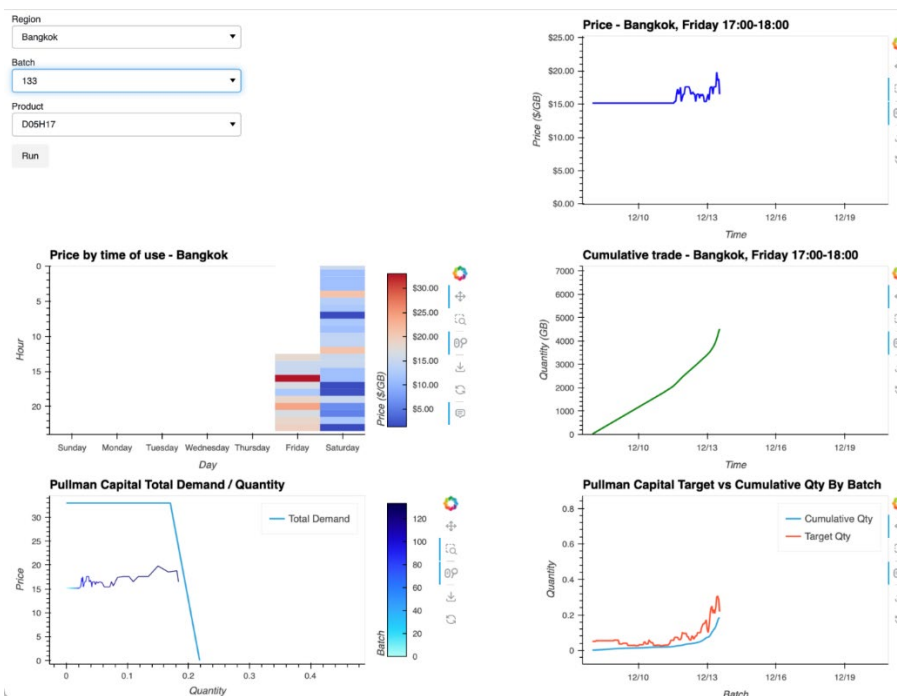 Region
Bangkok
Batch
133
Product
D05H17
Run
Price - Bangkok, Friday 17:00-18:00
$25.00
$20.00
$15.00
$10.00
$5.00
$0.00
Price ($/GB)
12/10 12/13 12/16 12/19
Time
Price by time of use - Bangkok
0
5
10
15
20
Hour
Sunday Monday Tuesday Wednesday Thursday Friday Saturday
Day
$30.00
$25.00
$20.00
$15.00
$10.00
$5.00
Price ($/GB)
Cumulative trade - Bangkok, Friday 17:00-18:00
7000
6000
5000
4000
3000
2000
1000
0
Quantity (GB)
12/10 12/13 12/16 12/19
Time
Pullman Capital Total Demand / Quantity
30
25
20
15
10
5
0
Price
Total Demand
0 0.1 0.2 0.3 0.4
Quantity
120
100
80
60
40
20
0
Batch
Pullman Capital Target vs Cumulative Qty By Batch
0.8
0.6
0.4
0.2
0
Quantity
Cumulative Qty
Target Qty
12/10 12/13 12/16 12/19
Batch